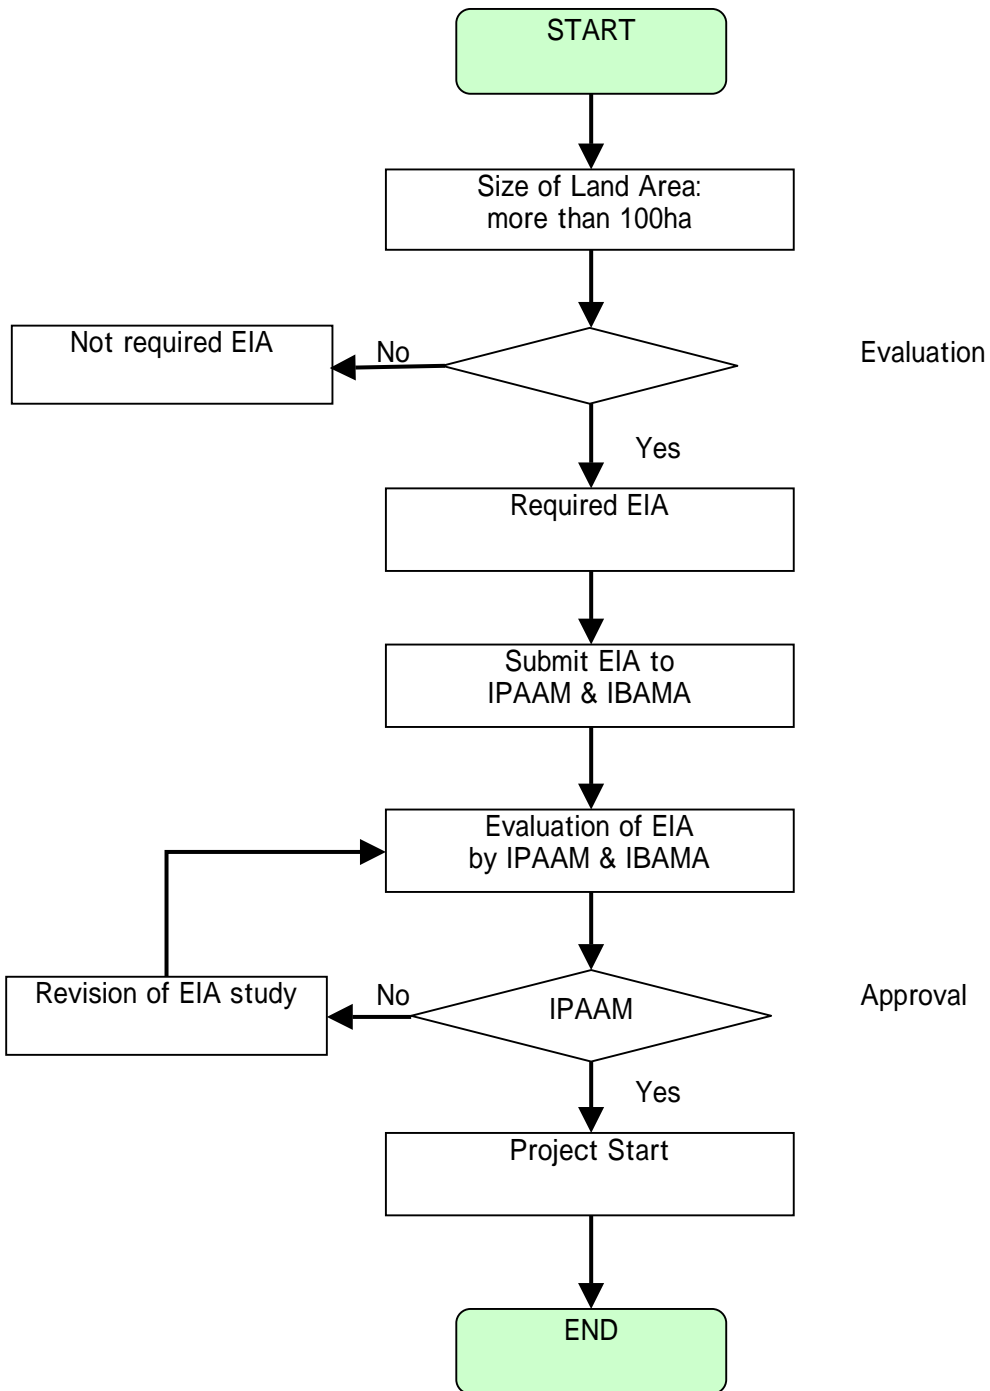 START
Size of Land Area:
more than 100ha
Not required EIA
No
Evaluation
Yes
Required EIA
Submit EIA to
IPAAM & IBAMA
Evaluation of EIA
by IPAAM & IBAMA
Revision of EIA study
No
IPAAM
Approval
Yes
Project Start
END